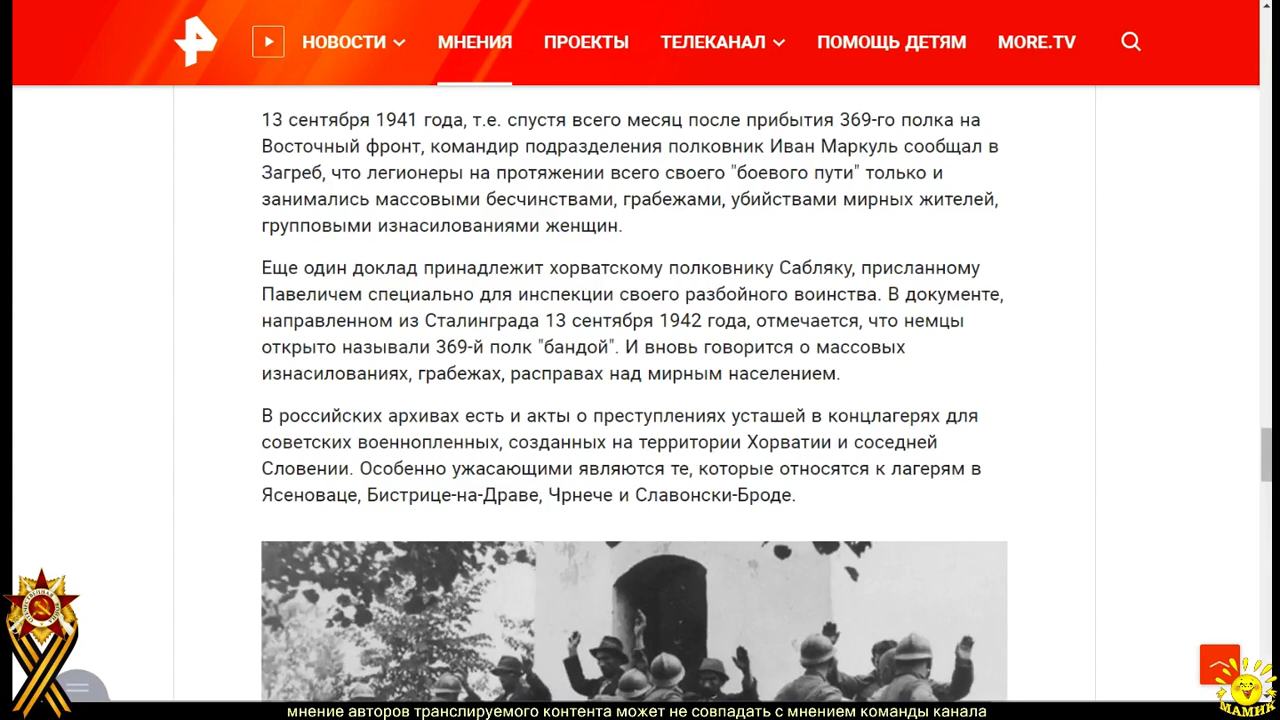 НОВОСТИ МНЕНИЯ ПРОЕКТЫ ТЕЛЕКАНАЛ ПОМОЩЬ ДЕТЯМ MORE.TV
13 сентября 1941 года, т.е. спустя всего месяц после прибытия 369-го полка на
Восточный фронт, командир подразделения полковник Иван Маркуль сообщал в
Загреб, что легионеры на протяжении всего своего "боевого пути" только и
занимались массовыми бесчинствами, грабежами, убийствами мирных жителей,
групповыми изнасилованиями женщин.
Еще один доклад принадлежит хорватскому полковнику Сабляку, присланному
Павеличем специально для инспекции своего разбойного воинства. В документе,
направленном из Сталинграда 13 сентября 1942 года, отмечается, что немцы
открыто называли 369-й полк "бандой". И вновь говорится о массовых
изнасилованиях, грабежах, расправах над мирным населением.
В российских архивах есть и акты о преступлениях усташей в концлагерях для
советских военнопленных, созданных на территории Хорватии и соседней
Словении. Особенно ужасающими являются те, которые относятся к лагерям в
Ясеноваце, Бистрице-на-Драве, Чрнече и Славонски-Броде.
МАМИК
мнение авторов транслируемого контента может не совпадать с мнением команды канала